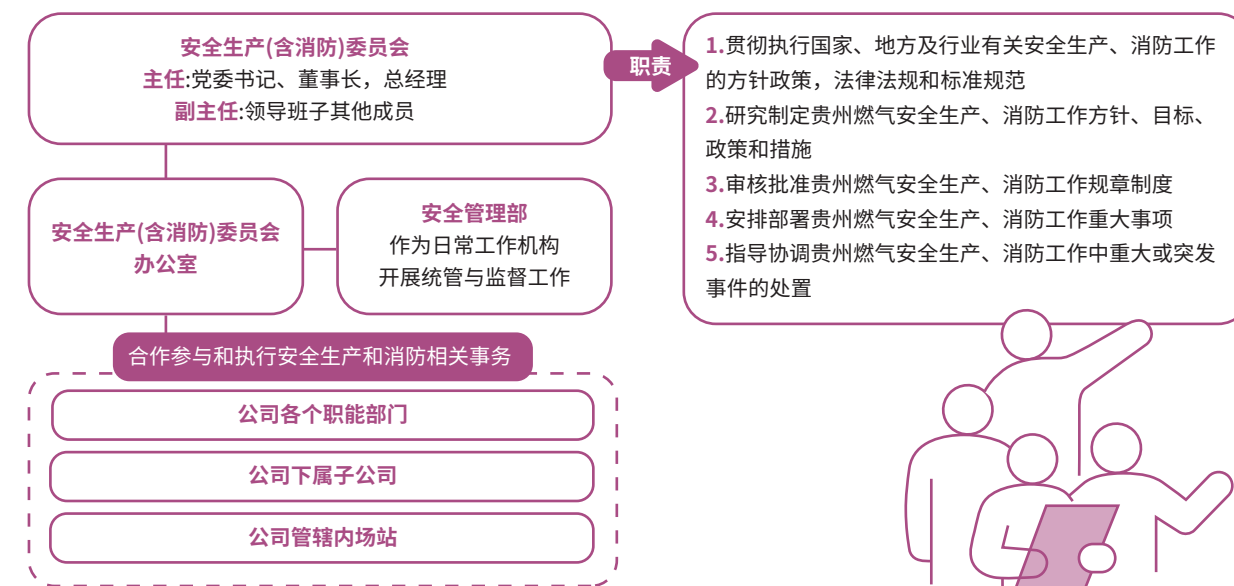 安全生产(含消防)委员会
主任:党委书记、董事长，总经理
副主任:领导班子其他成员
职责
1.贯彻执行国家、地方及行业有关安全生产、消防工作
的方针政策，法律法规和标准规范
2.研究制定贵州燃气安全生产、消防工作方针、目标、
政策和措施
3.审核批准贵州燃气安全生产、消防工作规章制度
4.安排部署贵州燃气安全生产、消防工作重大事项
5.指导协调贵州燃气安全生产、消防工作中重大或突发
事件的处置
安全生产(含消防)委员会
办公室
安全管理部
作为日常工作机构
开展统管与监督工作
合作参与和执行安全生产和消防相关事务
公司各个职能部门
公司下属子公司
公司管辖内场站